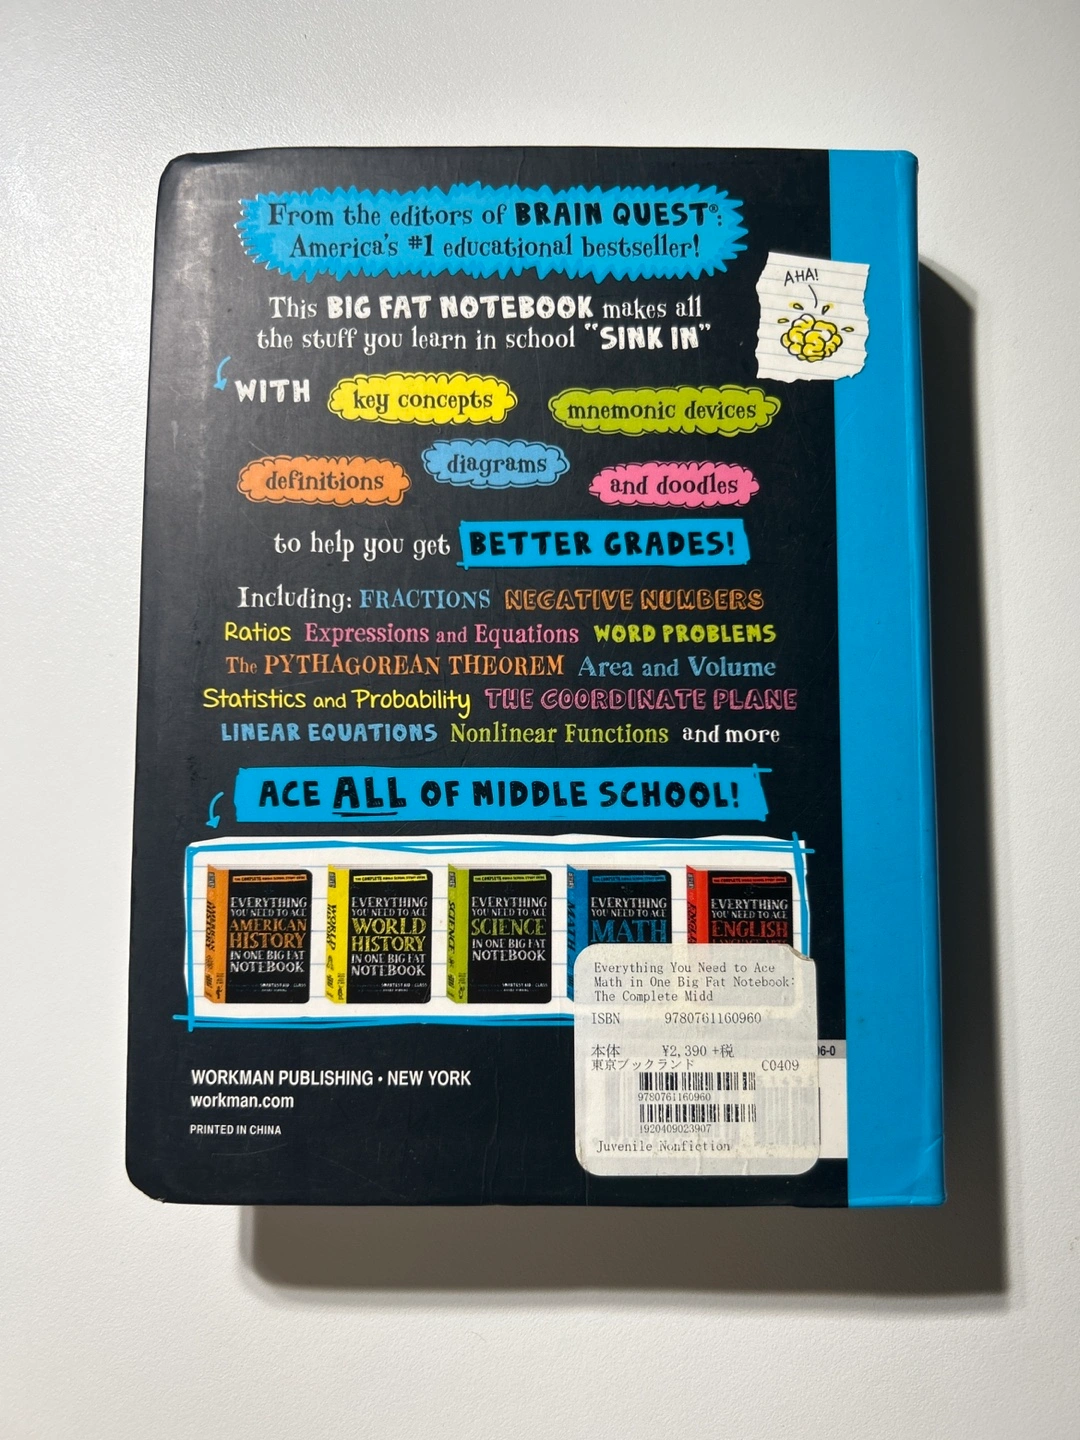 From the editors of BRAIN QUEST®:
America's #1 educational bestseller!
AHA!
This BIG FAT NOTEBOOK makes all
the stuff you learn in school "SINK IN"
WITH key concepts mnemonic devices
definitions diagrams and doodles
to help you get BETTER GRADES!
Including: FRACTIONS NEGATIVE NUMBERS
Ratios Expressions and Equations WORD PROBLEMS
The PYTHAGOREAN THEOREM Area and Volume
Statistics and Probability THE COORDINATE PLANE
LINEAR EQUATIONS Nonlinear Functions and more
ACE ALL OF MIDDLE SCHOOL!
EVERYTHING
YOU NEED TO ACE
AMERICAN
HISTORY
IN ONE BIG FAT
NOTEBOOK
EVERYTHING
YOU NEED TO ACE
WORLD
HISTORY
IN ONE BIG FAT
NOTEBOOK
EVERYTHING
YOU NEED TO ACE
SCIENCE
IN ONE BIG FAT
NOTEBOOK
EVERYTHING
YOU NEED TO ACE
MATH
EVERYTHING
YOU NEED TO ACE
ENGLISH
Everything You Need to Ace
Math in One Big Fat Notebook:
The Complete Midd
ISBN 9780761160960
本体 ¥2,390 +税
東京ブックランド C0409
9780761160960
1920409023907
Juvenile Nonfiction
06-0
WORKMAN PUBLISHING • NEW YORK
workman.com
PRINTED IN CHINA